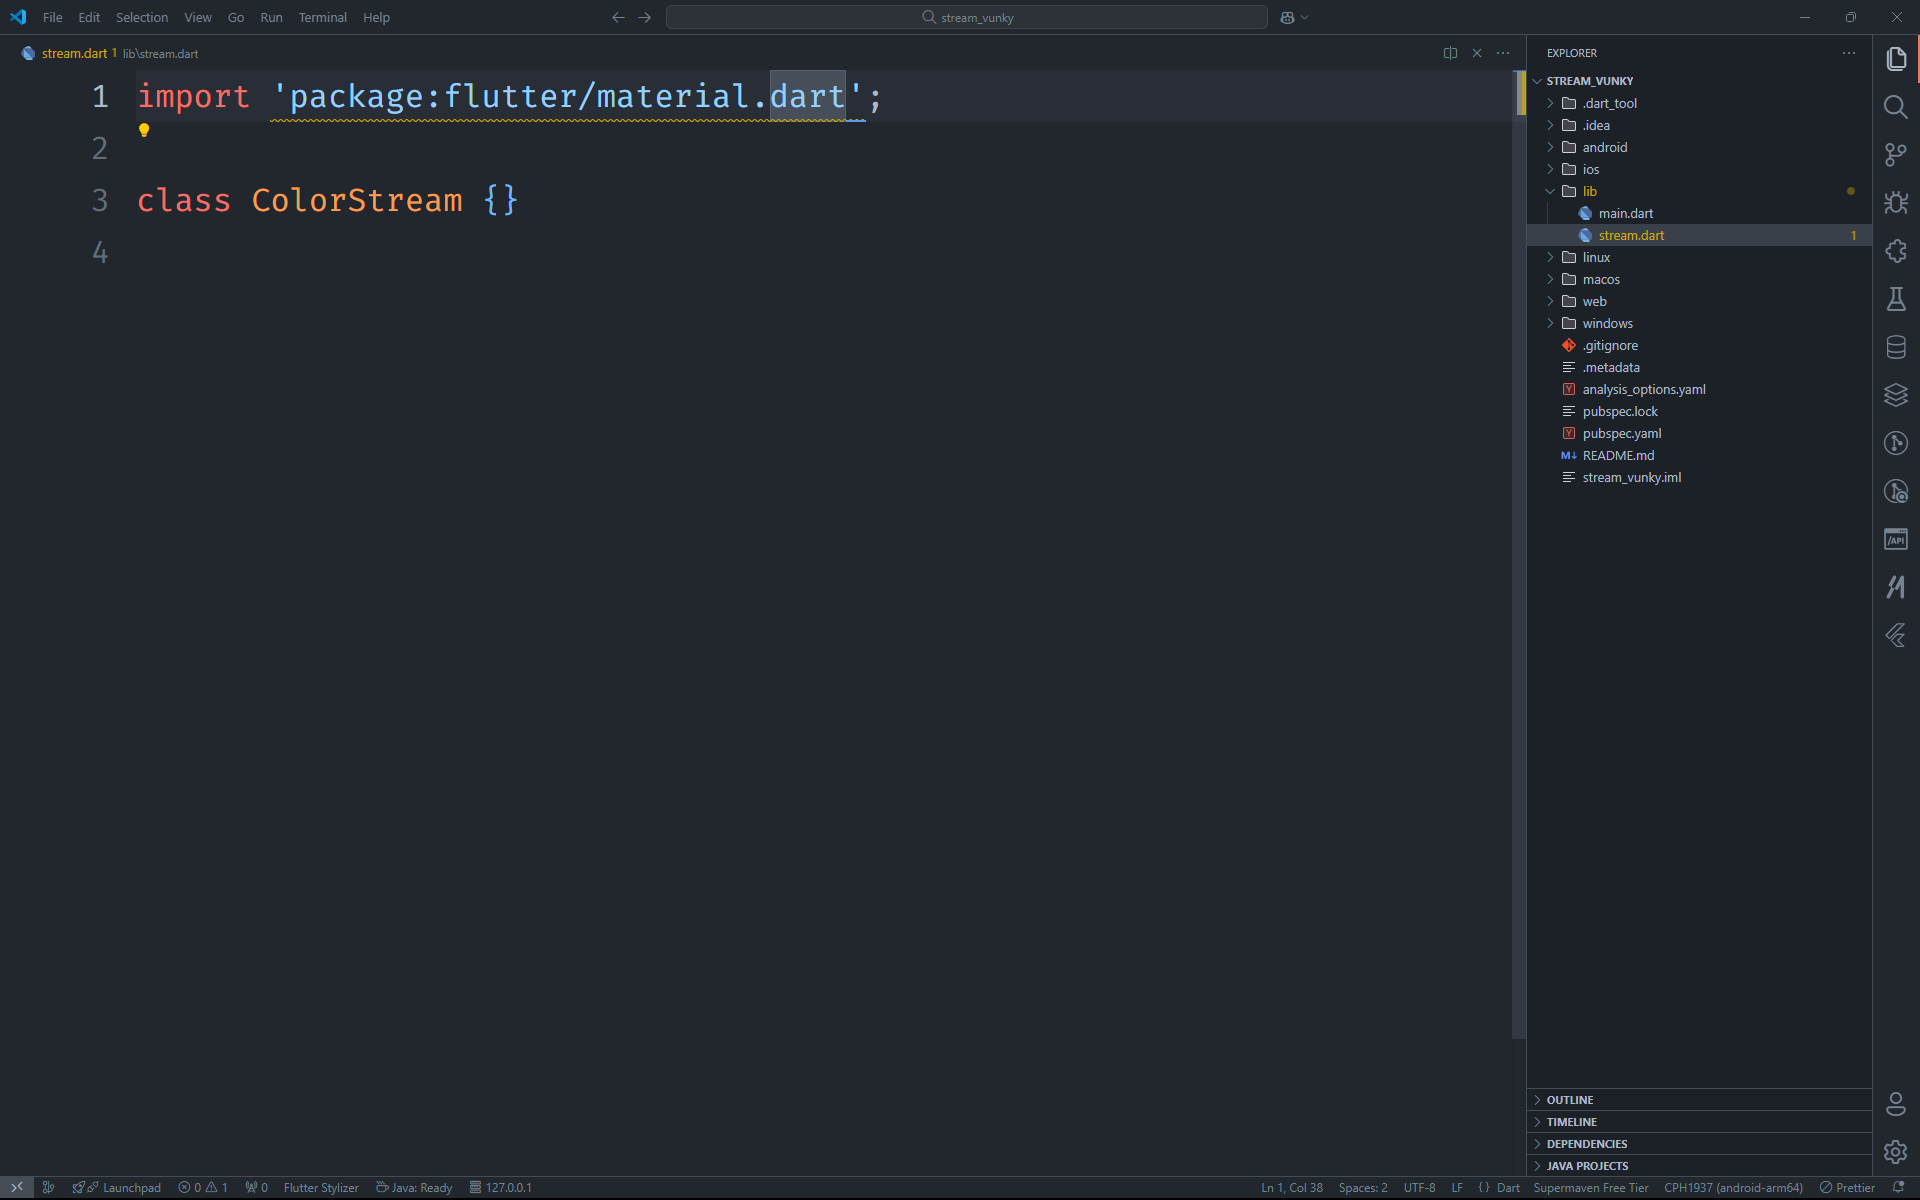 File Edit Selection View Go Run Terminal Help
stream_vunky
stream.dart 1 lib\stream.dart
1 import 'package:flutter/material.dart';
2
3 class ColorStream {}
4
EXPLORER
STREAM_VUNKY
.dart_tool
.idea
android
ios
lib
main.dart
stream.dart 1
linux
macos
web
windows
.gitignore
.metadata
Y analysis_options.yaml
pubspec.lock
Y pubspec.yaml
M↓ README.md
stream_vunky.iml
/API
OUTLINE
TIMELINE
DEPENDENCIES
JAVA PROJECTS
Launchpad 0 1 0 Flutter Stylizer Java: Ready 127.0.0.1 Ln 1, Col 38 Spaces: 2 UTF-8 LF {} Dart Supermaven Free Tier CPH1937 (android-arm64) Prettier